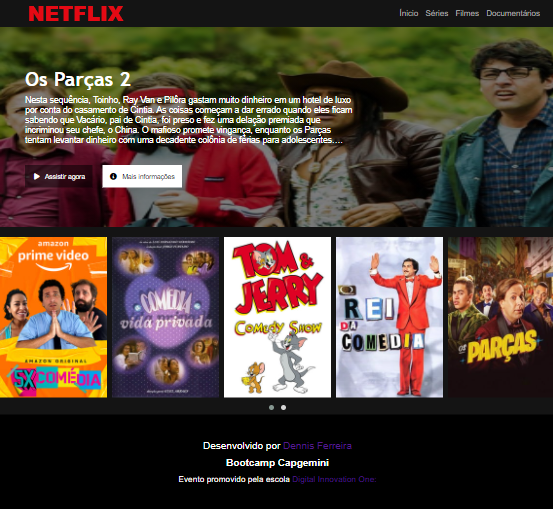 NETFLIX
Ínicio Séries Filmes Documentários
Os Parças 2
Nesta sequência, Toinho, Ray Van e Pilôra gastam muito dinheiro em um hotel de luxo
por conta do casamento de Cintia. As coisas começam a dar errado quando eles ficam
sabendo que Vacário, pai de Cintia, foi preso e fez uma delação premiada que
incriminou seu chefe, o China. O mafioso promete vingança, enquanto os Parças
tentam levantar dinheiro com uma decadente colônia de férias para adolescentes....
Assistir agora
Mais informações
amazon
prime video
AMAZON ORIGINAL
5X COMÉDIA
COMÉDIA
da
vida privada
TOM &
JERRY
COMEDY SHOW
O REI
DA
COMÉDIA
OS
PARÇAS
Desenvolvido por Dennis Ferreira
Bootcamp Capgemini
Evento promovido pela escola Digital Innovation One: